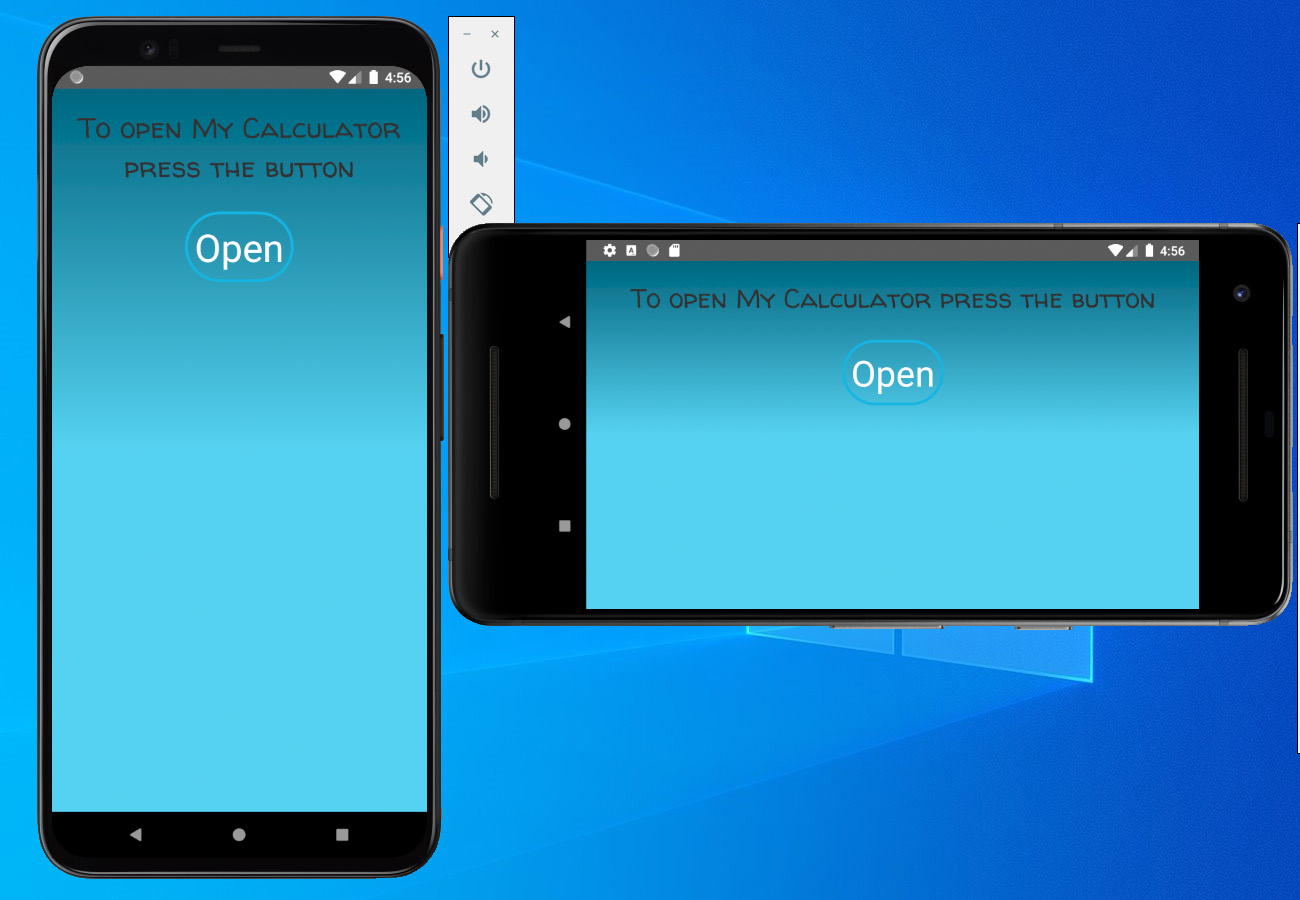 4:56
To open My Calculator
press the button
Open
A
4:56
To open My Calculator press the button
Open